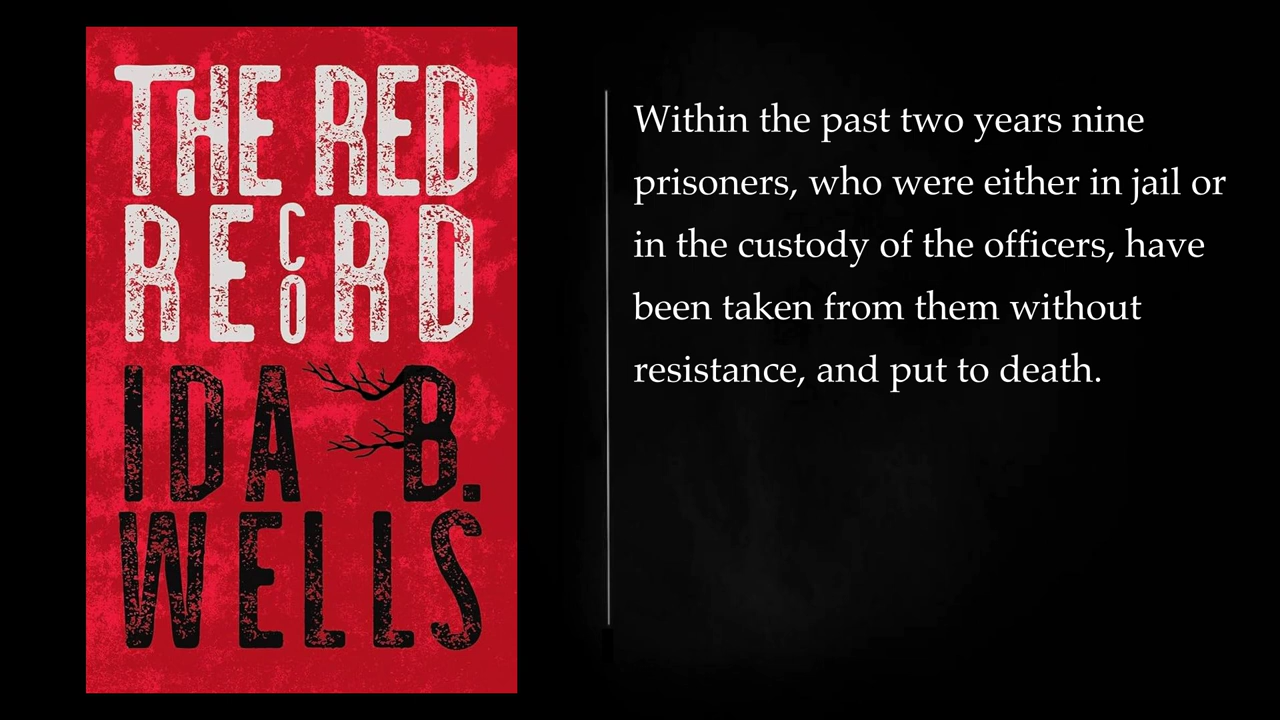 THE RED
RECORD
IDA B.
WELLS
Within the past two years nine
prisoners, who were either in jail or
in the custody of the officers, have
been taken from them without
resistance, and put to death.